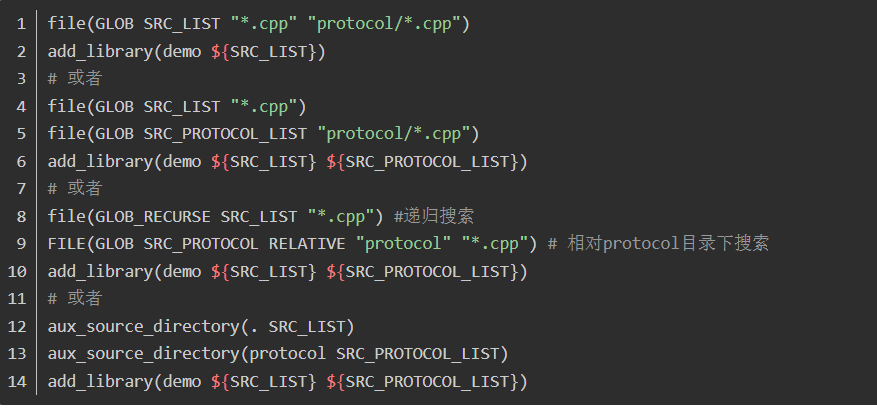 1 file(GLOB SRC_LIST "*.cpp" "protocol/*.cpp")
2 add_library(demo ${SRC_LIST})
3 # 或者
4 file(GLOB SRC_LIST "*.cpp")
5 file(GLOB SRC_PROTOCOL_LIST "protocol/*.cpp")
6 add_library(demo ${SRC_LIST} ${SRC_PROTOCOL_LIST})
7 # 或者
8 file(GLOB_RECURSE SRC_LIST "*.cpp") #递归搜索
9 FILE(GLOB SRC_PROTOCOL RELATIVE "protocol" "*.cpp") # 相对protocol目录下搜索
10 add_library(demo ${SRC_LIST} ${SRC_PROTOCOL_LIST})
11 # 或者
12 aux_source_directory(. SRC_LIST)
13 aux_source_directory(protocol SRC_PROTOCOL_LIST)
14 add_library(demo ${SRC_LIST} ${SRC_PROTOCOL_LIST})